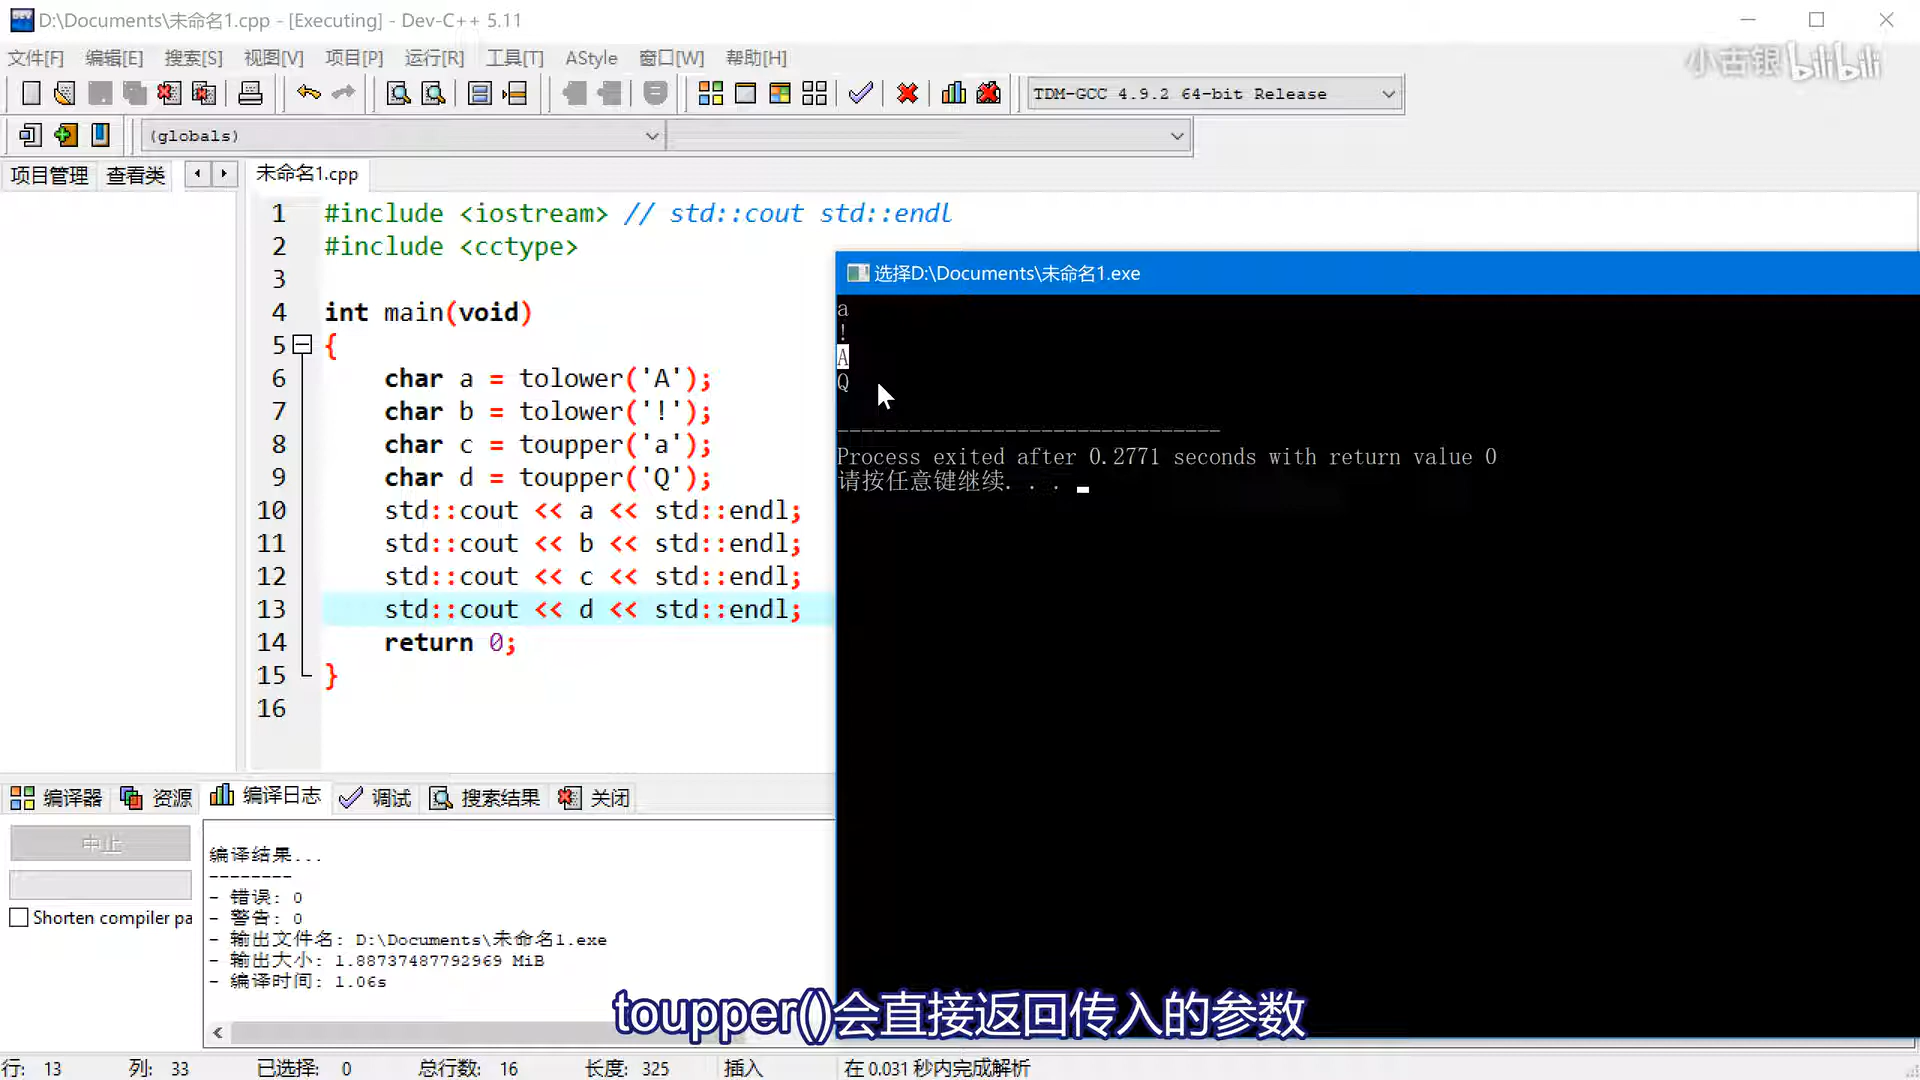 D:\Documents\未命名1.cpp - [Executing] - Dev-C++ 5.11
文件[F] 编辑[E] 搜索[S] 视图[V] 项目[P] 运行[R] 工具[T] AStyle 窗口[W] 帮助[H]
小古银 bilibili
TDM-GCC 4.9.2 64-bit Release
(globals)
项目管理 查看类 未命名1.cpp
1 #include <iostream> // std::cout std::endl
2 #include <cctype>
3
4 int main(void)
5 {
6 char a = tolower('A');
7 char b = tolower('!');
8 char c = toupper('a');
9 char d = toupper('Q');
10 std::cout << a << std::endl;
11 std::cout << b << std::endl;
12 std::cout << c << std::endl;
13 std::cout << d << std::endl;
14 return 0;
15 }
16
选择D:\Documents\未命名1.exe
a
!
A
Q
--------------------------------
Process exited after 0.2771 seconds with return value 0
请按任意键继续. . .
编译器 资源 编译日志 调试 搜索结果 关闭
中止
Shorten compiler pa
编译结果...
--------
- 错误: 0
- 警告: 0
- 输出文件名: D:\Documents\未命名1.exe
- 输出大小: 1.88737487792969 MiB
- 编译时间: 1.06s
toupper()会直接返回传入的参数
行: 13 列: 33 已选择: 0 总行数: 16 长度: 325 插入 在 0.031 秒内完成解析